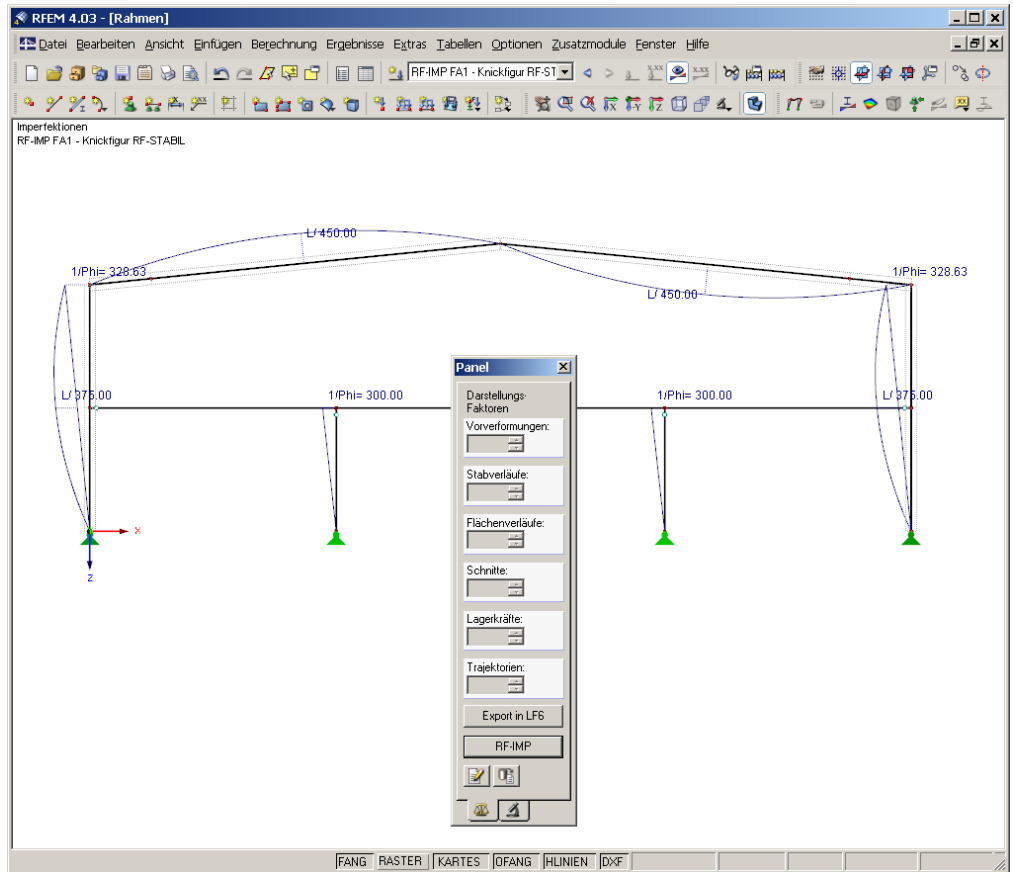 RFEM 4.03 - [Rahmen]
Datei Bearbeiten Ansicht Einfügen Berechnung Ergebnisse Extras Tabellen Optionen Zusatzmodule Fenster Hilfe
RF-IMP FA1 - Knickfigur RF-ST
Imperfektionen
RF-IMP FA1 - Knickfigur RF-STABIL
L/ 450.00
1/Phi= 328.63
1/Phi= 328.63
L/ 450.00
L/ 375.00
1/Phi= 300.00
1/Phi= 300.00
L/ 375.00
x
z
Panel
Darstellungs-
Faktoren
Vorverformungen:
Stabverläufe:
Flächenverläufe:
Schnitte:
Lagerkräfte:
Trajektorien:
Export in LF6
RF-IMP
FANG RASTER KARTES OFANG HLINIEN DXF